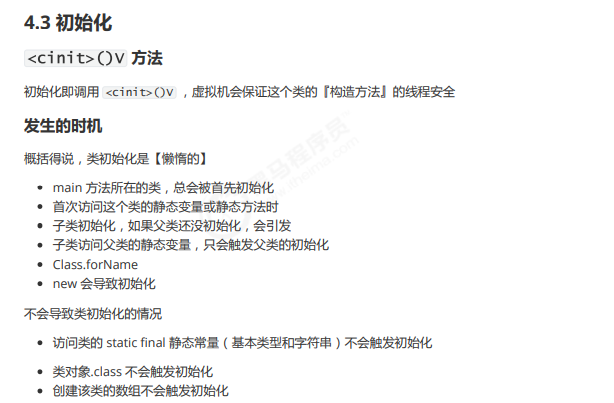 4.3 初始化
<cinit>()V 方法
初始化即调用 <cinit>()V ，虚拟机会保证这个类的『构造方法』的线程安全
发生的时机
概括得说，类初始化是【懒惰的】
• main 方法所在的类，总会被首先初始化
• 首次访问这个类的静态变量或静态方法时
• 子类初始化，如果父类还没初始化，会引发
• 子类访问父类的静态变量，只会触发父类的初始化
• Class.forName
• new 会导致初始化
不会导致类初始化的情况
• 访问类的 static final 静态常量（基本类型和字符串）不会触发初始化
• 类对象.class 不会触发初始化
• 创建该类的数组不会触发初始化